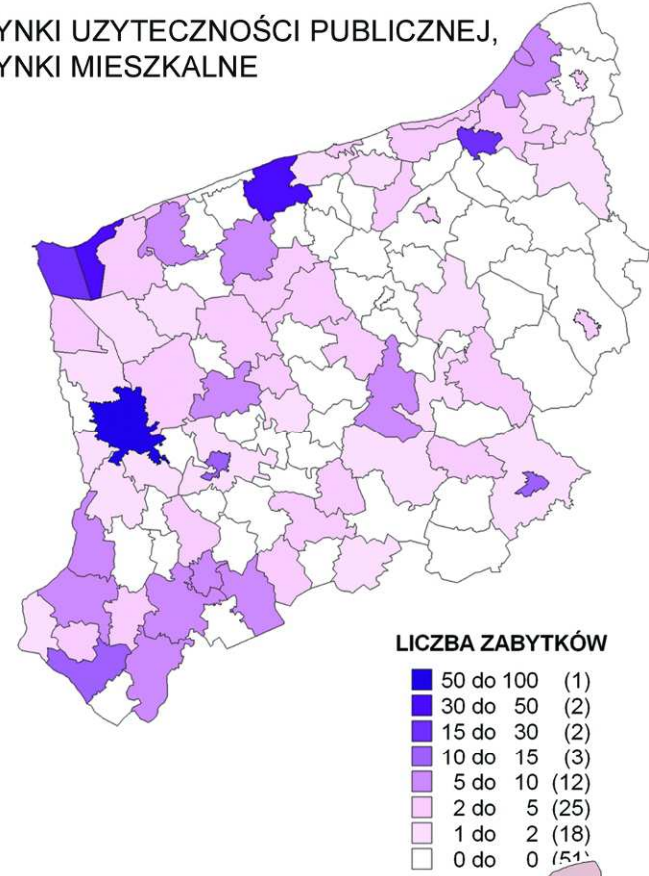 YNKI UZYTECZNOŚCI PUBLICZNEJ,
YNKI MIESZKALNE
LICZBA ZABYTKÓW
50 do 100 (1)
30 do 50 (2)
15 do 30 (2)
10 do 15 (3)
5 do 10 (12)
2 do 5 (25)
1 do 2 (18)
0 do 0 (51)